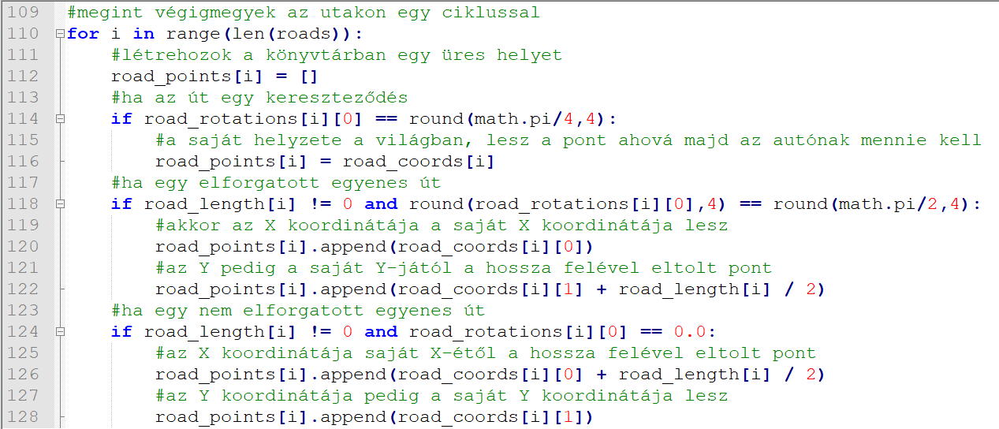 109 #megint végigmegyek az utakon egy ciklussal
110 for i in range(len(roads)):
111 #létrehozok a könyvtárban egy üres helyet
112 road_points[i] = []
113 #ha az út egy kereszteződés
114 if road_rotations[i][0] == round(math.pi/4,4):
115 #a saját helyzete a világban, lesz a pont ahová majd az autónak mennie kell
116 road_points[i] = road_coords[i]
117 #ha egy elforgatott egyenes út
118 if road_length[i] != 0 and round(road_rotations[i][0],4) == round(math.pi/2,4):
119 #akkor az X koordinátája a saját X koordinátája lesz
120 road_points[i].append(road_coords[i][0])
121 #az Y pedig a saját Y-jától a hossza felével eltolt pont
122 road_points[i].append(road_coords[i][1] + road_length[i] / 2)
123 #ha egy nem elforgatott egyenes út
124 if road_length[i] != 0 and road_rotations[i][0] == 0.0:
125 #az X koordinátája saját X-étől a hossza felével eltolt pont
126 road_points[i].append(road_coords[i][0] + road_length[i] / 2)
127 #az Y koordinátája pedig a saját Y koordinátája lesz
128 road_points[i].append(road_coords[i][1])